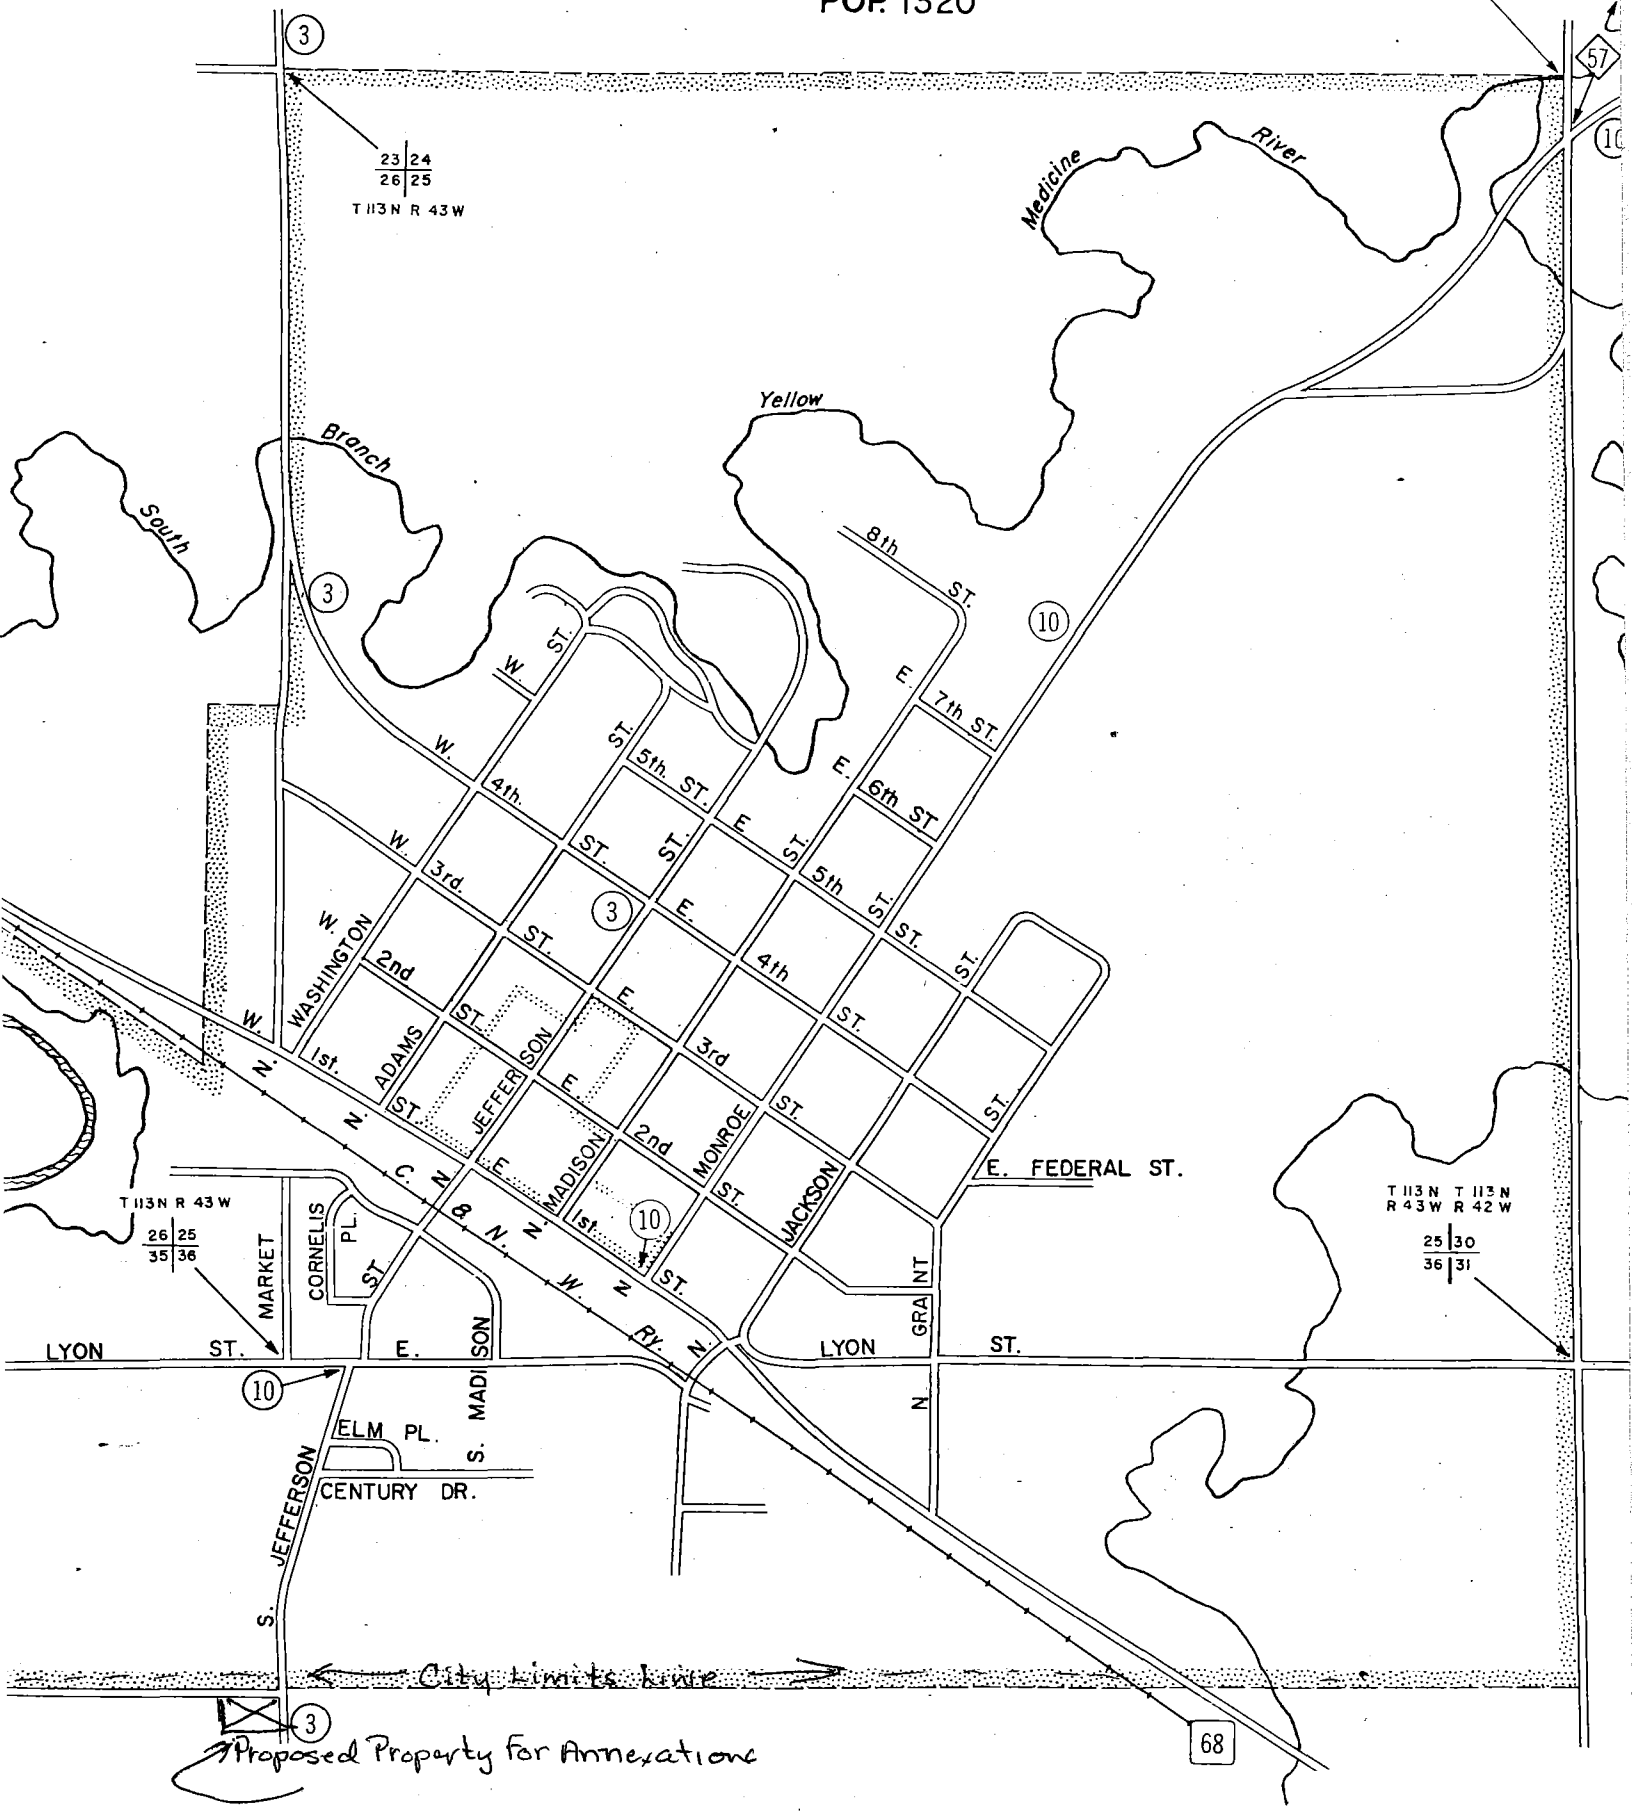 POP. 1320
3
57
10
23 24
26 25
T 113 N R 43 W
Medicine
River
Yellow
Branch
South
8th
ST.
3
10
ST.
W.
E.
7th ST.
ST.
W.
5th. ST.
E.
6th ST
4th.
E
ST.
W.
ST.
ST.
5th
3rd.
3
E.
ST.
W.
ST.
ST.
ST.
WASHINGTON
2nd
4th
W.
ST.
E.
ST.
N.
1st.
ADAMS
JEFFERSON
3rd
N.
ST.
E.
ST.
ST.
2nd
MONROE
C. & N. W. Ry.
N
E
MADISON
ST.
JACKSON
E. FEDERAL ST.
T 113 N R 43 W
N.
1st.
10
T 113 N T 113 N
R 43 W R 42 W
26 25
35 36
MARKET
CORNELIS
PL.
ST.
N
ST.
GRANT
25 30
36 31
LYON ST. E.
N.
LYON ST.
10
S. MADISON
N
ELM PL.
JEFFERSON
CENTURY DR.
S.
City Limits Line
3
68
Proposed Property For Annexation